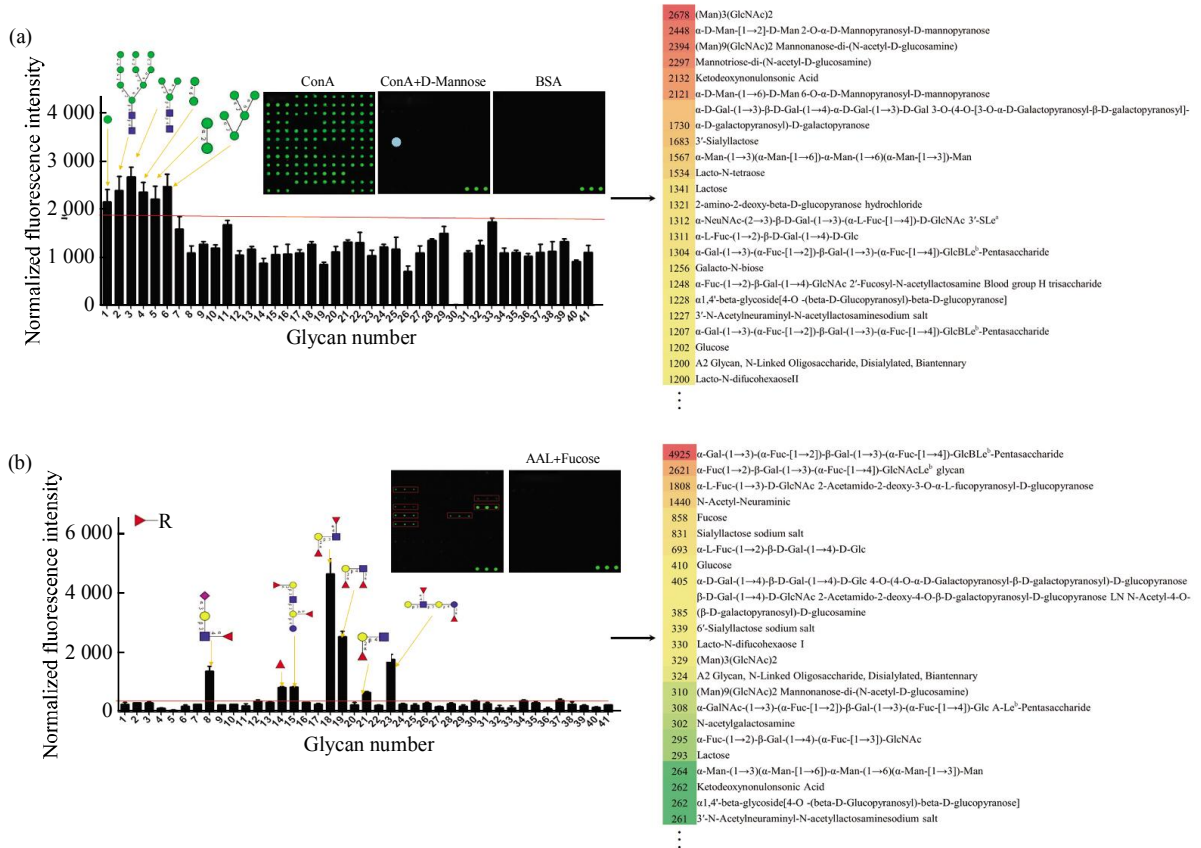 (a)
ConA
ConA+D-Mannose
BSA
Normalized fluorescence intensity
4 000
3 000
2 000
1 000
0
1 2 3 4 5 6 7 8 9 10 11 12 13 14 15 16 17 18 19 20 21 22 23 24 25 26 27 28 29 30 31 32 33 34 35 36 37 38 39 40 41
Glycan number
2678 (Man)3(GlcNAc)2
2448 α-D-Man-[1→2]-D-Man 2-O-α-D-Mannopyranosyl-D-mannopyrose
2394 (Man)9(GlcNAc)2 Mannonanose-di-(N-acetyl-D-glucosamine)
2297 Mannotriose-di-(N-acetyl-D-glucosamine)
2132 Ketodeoxynonulonsonic Acid
2121 α-D-Man-(1→6)-D-Man 6-O-α-D-Mannopyranosyl-D-mannopyrose
α-D-Gal-(1→3)-β-D-Gal-(1→4)-α-D-Gal-(1→3)-D-Gal 3-O-(4-O-[3-O-α-D-Galactopyranosyl-β-D-galactopyranosyl]-
1730 α-D-galactopyranosyl)-D-galactopyranose
1683 3′-Sialyllactose
1567 α-Man-(1→3)(α-Man-[1→6])-α-Man-(1→6)(α-Man-[1→3])-Man
1534 Lacto-N-tetraose
1341 Lactose
1321 2-amino-2-deoxy-beta-D-glucopyranose hydrochloride
1312 α-NeuNAc-(2→3)-β-D-Gal-(1→3)-(α-L-Fuc-[1→4])-D-GlcNAC 3′-SLeᵃ
1311 α-L-Fuc-(1→2)-β-D-Gal-(1→4)-D-Glc
1304 α-Gal-(1→3)-(α-Fuc-[1→2])-β-Gal-(1→3)-(α-Fuc-[1→4])-GlcBLeᵇ-Pentasaccharide
1256 Galacto-N-biose
1248 α-Fuc-(1→2)-β-Gal-(1→4)-GlcNAC 2′-Fucosyl-N-acetyllactosamine Blood group H trisaccharide
1228 α1,4'-beta-glycoside[4-O -(beta-D-Glucopyranosyl)-beta-D-glucopyranose]
1227 3′-N-Acetylneuraminyl-N-acetyllactosaminesodium salt
1207 α-Gal-(1→3)-(α-Fuc-[1→2])-β-Gal-(1→3)-(α-Fuc-[1→4])-GlcBLeᵇ-Pentasaccharide
1202 Glucose
1200 A2 Glycan, N-Linked Oligosaccharide, Disialylated, Biantennary
1200 Lacto-N-difucohexaoseII
(b)
AAL+Fucose
R
Normalized fluorescence intensity
6 000
4 000
2 000
0
1 2 3 4 5 6 7 8 9 10 11 12 13 14 15 16 17 18 19 20 21 22 23 24 25 26 27 28 29 30 31 32 33 34 35 36 37 38 39 40 41
Glycan number
4925 α-Gal-(1→3)-(α-Fuc-[1→2])-β-Gal-(1→3)-(α-Fuc-[1→4])-GlcBLeᵇ-Pentasaccharide
2621 α-Fuc(1→2)-β-Gal-(1→3)-(α-Fuc-[1→4])-GlcNAcLeᵇ glycan
1808 α-L-Fuc-(1→3)-D-GlcNAC 2-Acetamido-2-deoxy-3-O-α-L-fucopyranosyl-D-glucopyranose
1440 N-Acetyl-Neuraminic
858 Fucose
831 Sialyllactose sodium salt
693 α-L-Fuc-(1→2)-β-D-Gal-(1→4)-D-Glc
410 Glucose
405 α-D-Gal-(1→4)-β-D-Gal-(1→4)-D-Glc 4-O-(4-O-α-D-Galactopyranosyl-β-D-galactopyranosyl)-D-glucopyranose
β-D-Gal-(1→4)-D-GlcNAC 2-Acetamido-2-deoxy-4-O-β-D-galactopyranosyl-D-glucopyranose LN N-Acetyl-4-O-
385 (β-D-galactopyranosyl)-D-glucosamine
339 6′-Sialyllactose sodium salt
330 Lacto-N-difucohexaose I
329 (Man)3(GlcNAc)2
324 A2 Glycan, N-Linked Oligosaccharide, Disialylated, Biantennary
310 (Man)9(GlcNAc)2 Mannonanose-di-(N-acetyl-D-glucosamine)
308 α-GalNAc-(1→3)-(α-Fuc-[1→2])-β-Gal-(1→3)-(α-Fuc-[1→4])-Glc A-Leᵇ-Pentasaccharide
302 N-acetylgalactosamine
295 α-Fuc-(1→2)-β-Gal-(1→4)-(α-Fuc-[1→3])-GlcNAC
293 Lactose
264 α-Man-(1→3)(α-Man-[1→6])-α-Man-(1→6)(α-Man-[1→3])-Man
262 Ketodeoxynonulonsonic Acid
262 α1,4'-beta-glycoside[4-O -(beta-D-Glucopyranosyl)-beta-D-glucopyranose]
261 3′-N-Acetylneuraminyl-N-acetyllactosaminesodium salt